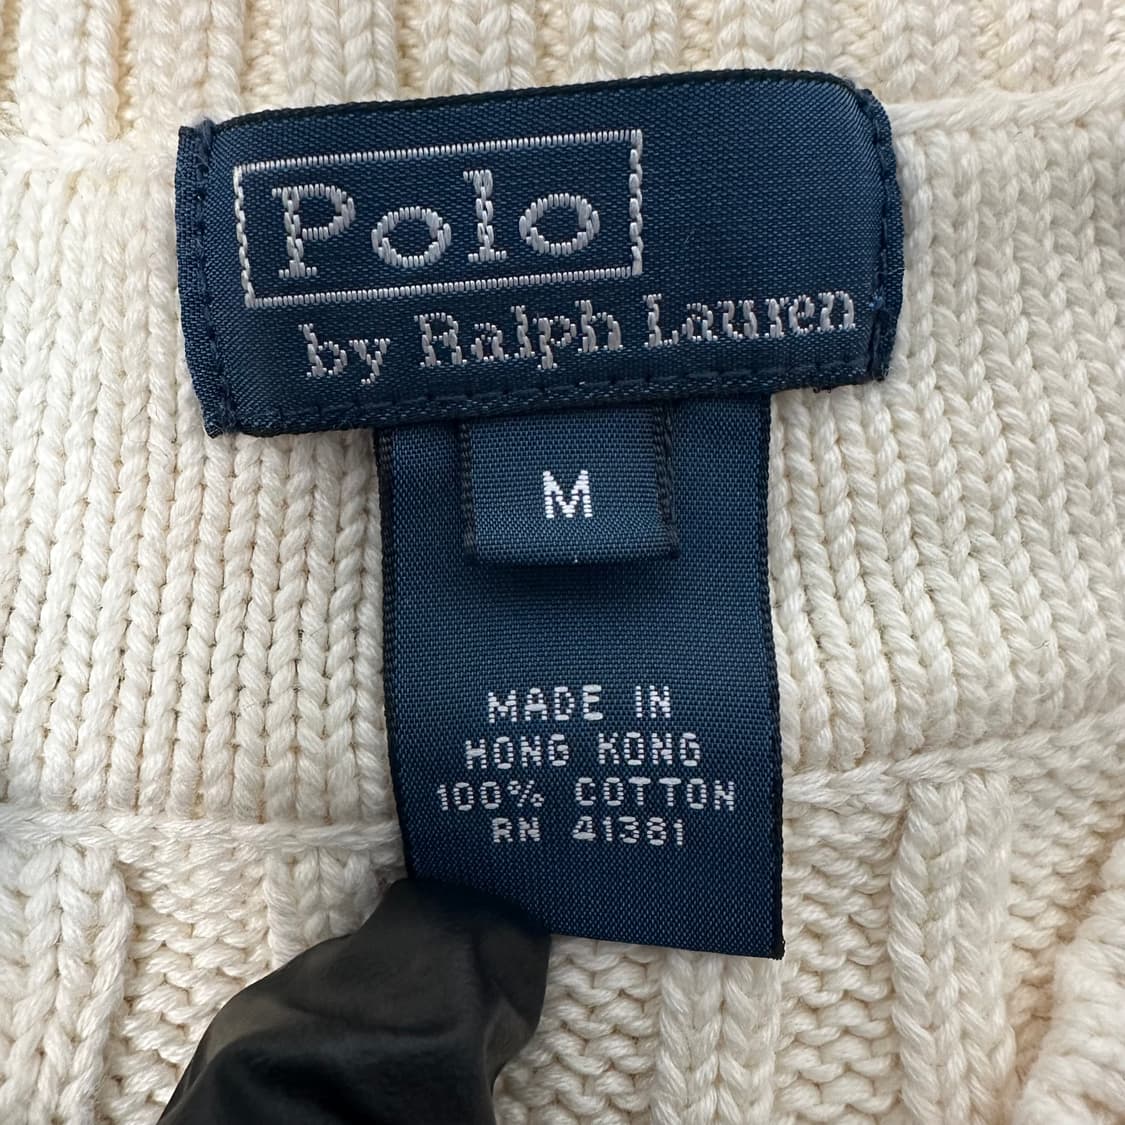 Polo
by Ralph Lauren
M
MADE IN
HONG KONG
100% COTTON
RN 41381